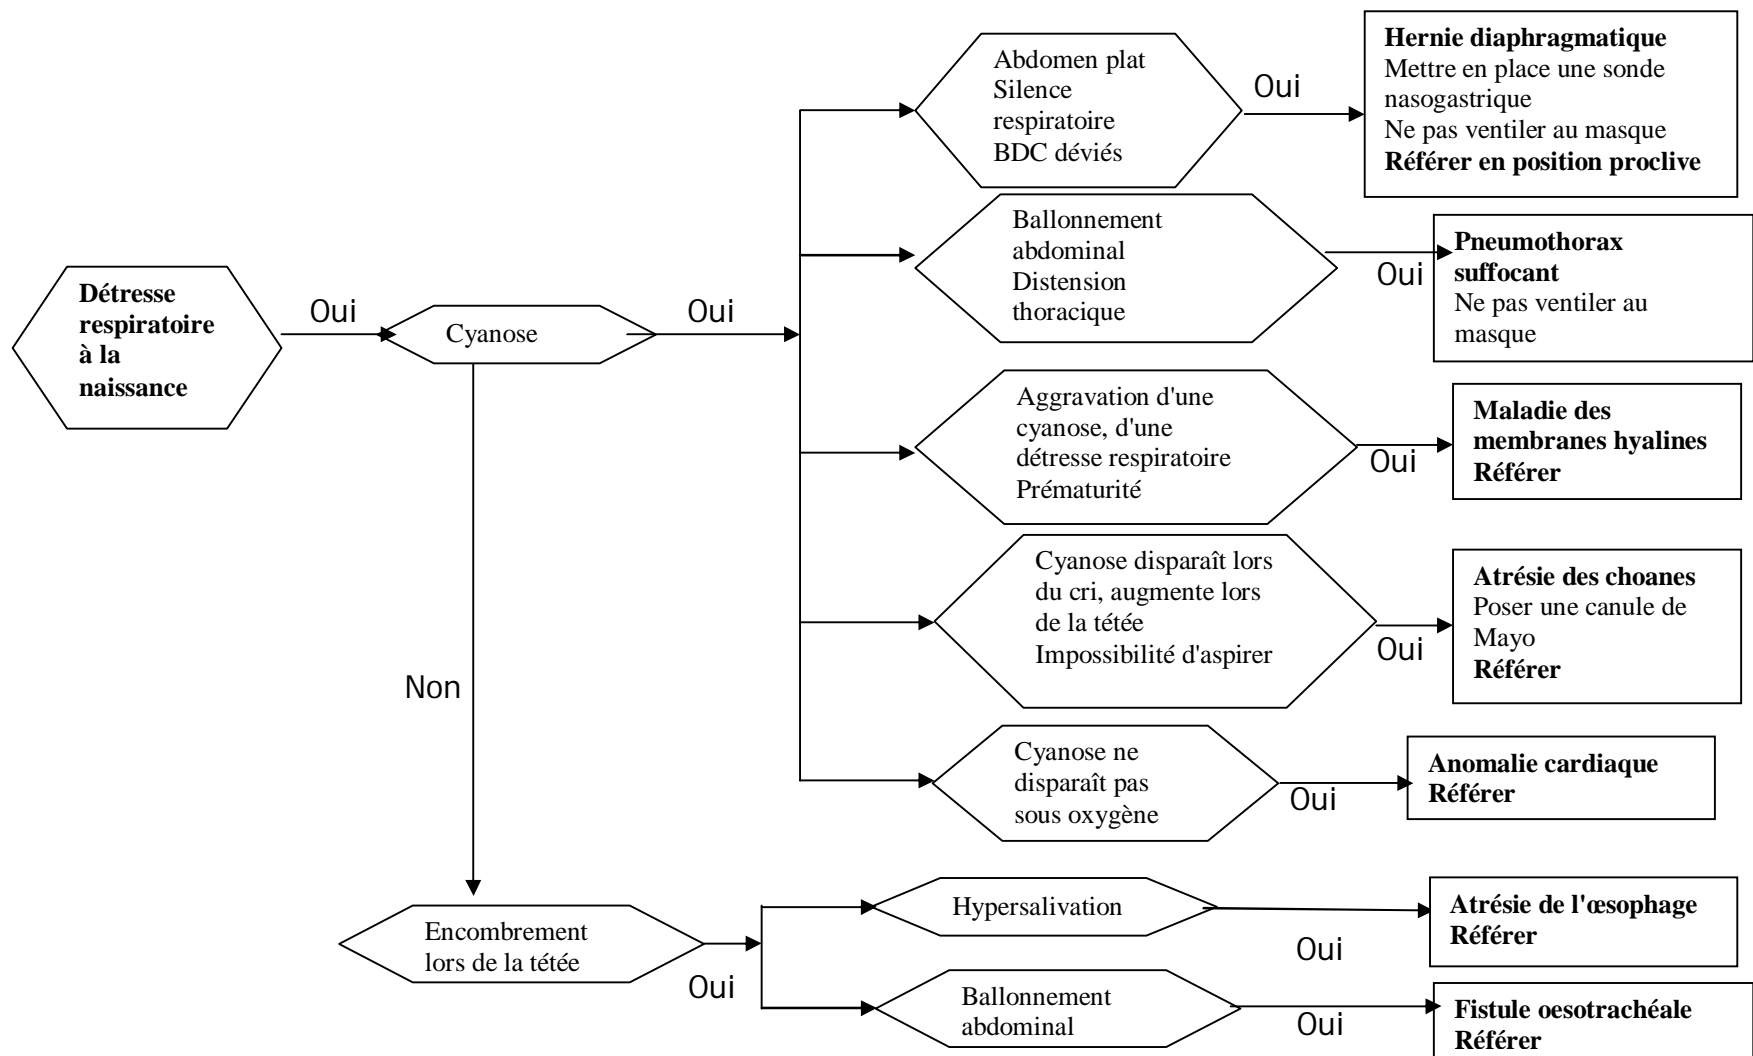 Détresse
respiratoire
à la
naissance
Oui
Cyanose
Oui
Abdomen plat
Silence
respiratoire
BDC déviés
Oui
Hernie diaphragmatique
Mettre en place une sonde
nasogastrique
Ne pas ventiler au masque
Référer en position proclive
Ballonnement
abdominal
Distension
thoracique
Oui
Pneumothorax
suffocant
Ne pas ventiler au
masque
Aggravation d'une
cyanose, d'une
détresse respiratoire
Prématurité
Oui
Maladie des
membranes hyalines
Référer
Cyanose disparaît lors
du cri, augmente lors
de la tétée
Impossibilité d'aspirer
Oui
Atrésie des choanes
Poser une canule de
Mayo
Référer
Cyanose ne
disparaît pas
sous oxygène
Oui
Anomalie cardiaque
Référer
Non
Encombrement
lors de la tétée
Oui
Hypersalivation
Oui
Atrésie de l'œsophage
Référer
Ballonnement
abdominal
Oui
Fistule oesotrachéale
Référer